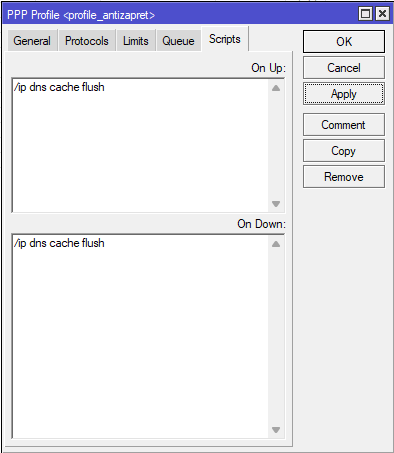 PPP Profile <profile_antizapret>
General Protocols Limits Queue Scripts
On Up:
/ip dns cache flush
On Down:
/ip dns cache flush
OK
Cancel
Apply
Comment
Copy
Remove